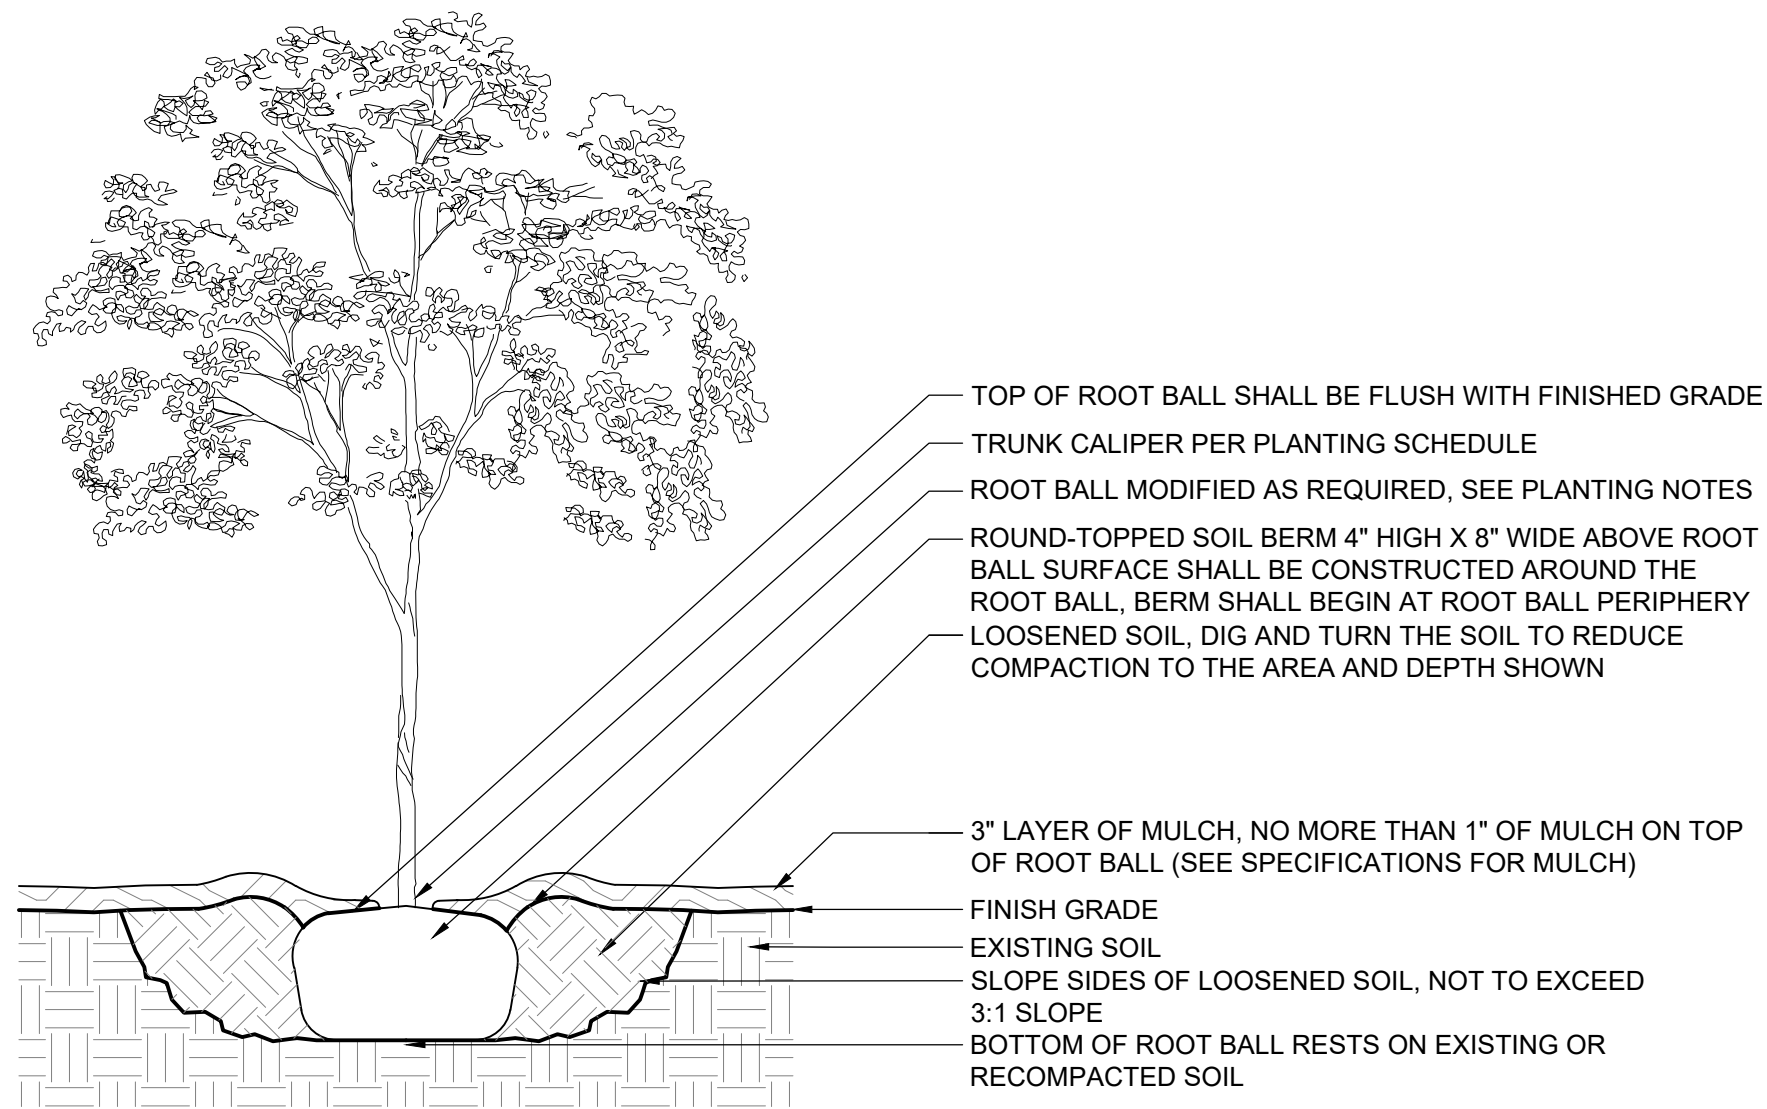 TOP OF ROOT BALL SHALL BE FLUSH WITH FINISHED GRADE
TRUNK CALIPER PER PLANTING SCHEDULE
ROOT BALL MODIFIED AS REQUIRED, SEE PLANTING NOTES
ROUND-TOPPED SOIL BERM 4" HIGH X 8" WIDE ABOVE ROOT
BALL SURFACE SHALL BE CONSTRUCTED AROUND THE
ROOT BALL, BERM SHALL BEGIN AT ROOT BALL PERIPHERY
LOOSENED SOIL, DIG AND TURN THE SOIL TO REDUCE
COMPACTION TO THE AREA AND DEPTH SHOWN
3" LAYER OF MULCH, NO MORE THAN 1" OF MULCH ON TOP
OF ROOT BALL (SEE SPECIFICATIONS FOR MULCH)
FINISH GRADE
EXISTING SOIL
SLOPE SIDES OF LOOSENED SOIL, NOT TO EXCEED
3:1 SLOPE
BOTTOM OF ROOT BALL RESTS ON EXISTING OR
RECOMPACTED SOIL